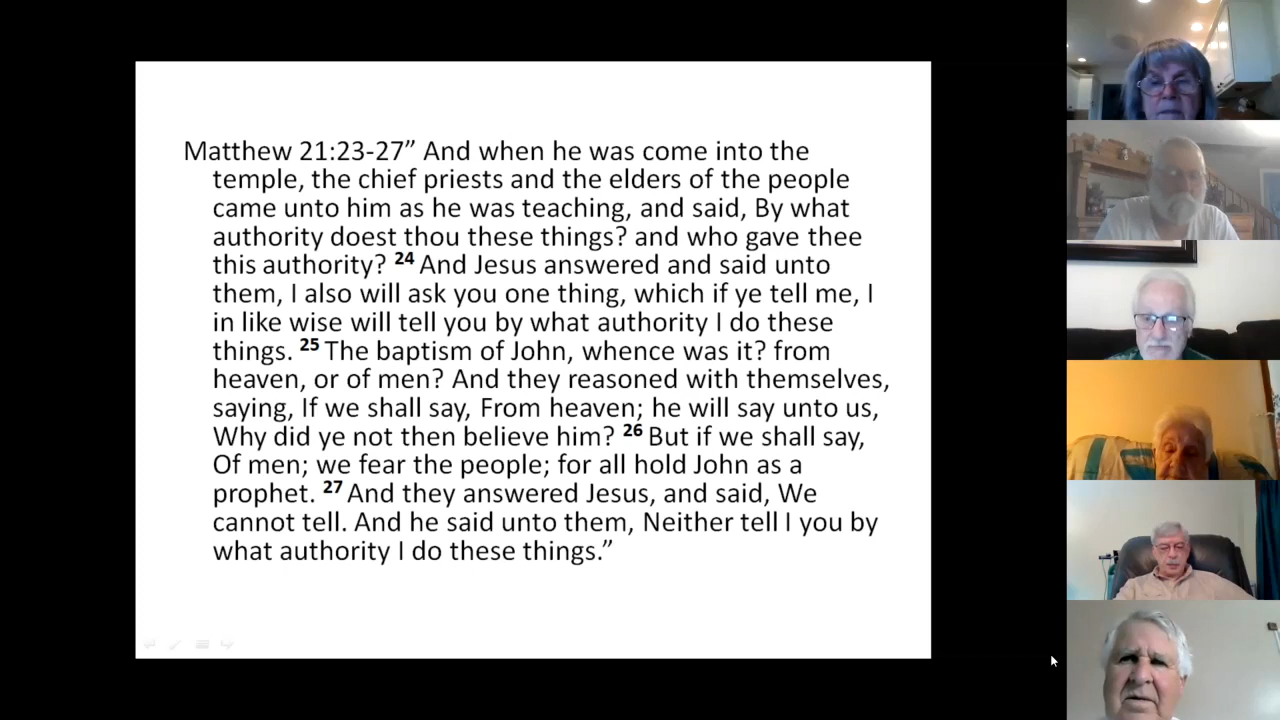 Matthew 21:23-27” And when he was come into the
temple, the chief priests and the elders of the people
came unto him as he was teaching, and said, By what
authority doest thou these things? and who gave thee
this authority? 24 And Jesus answered and said unto
them, I also will ask you one thing, which if ye tell me, I
in like wise will tell you by what authority I do these
things. 25 The baptism of John, whence was it? from
heaven, or of men? And they reasoned with themselves,
saying, If we shall say, From heaven; he will say unto us,
Why did ye not then believe him? 26 But if we shall say,
Of men; we fear the people; for all hold John as a
prophet. 27 And they answered Jesus, and said, We
cannot tell. And he said unto them, Neither tell I you by
what authority I do these things.”